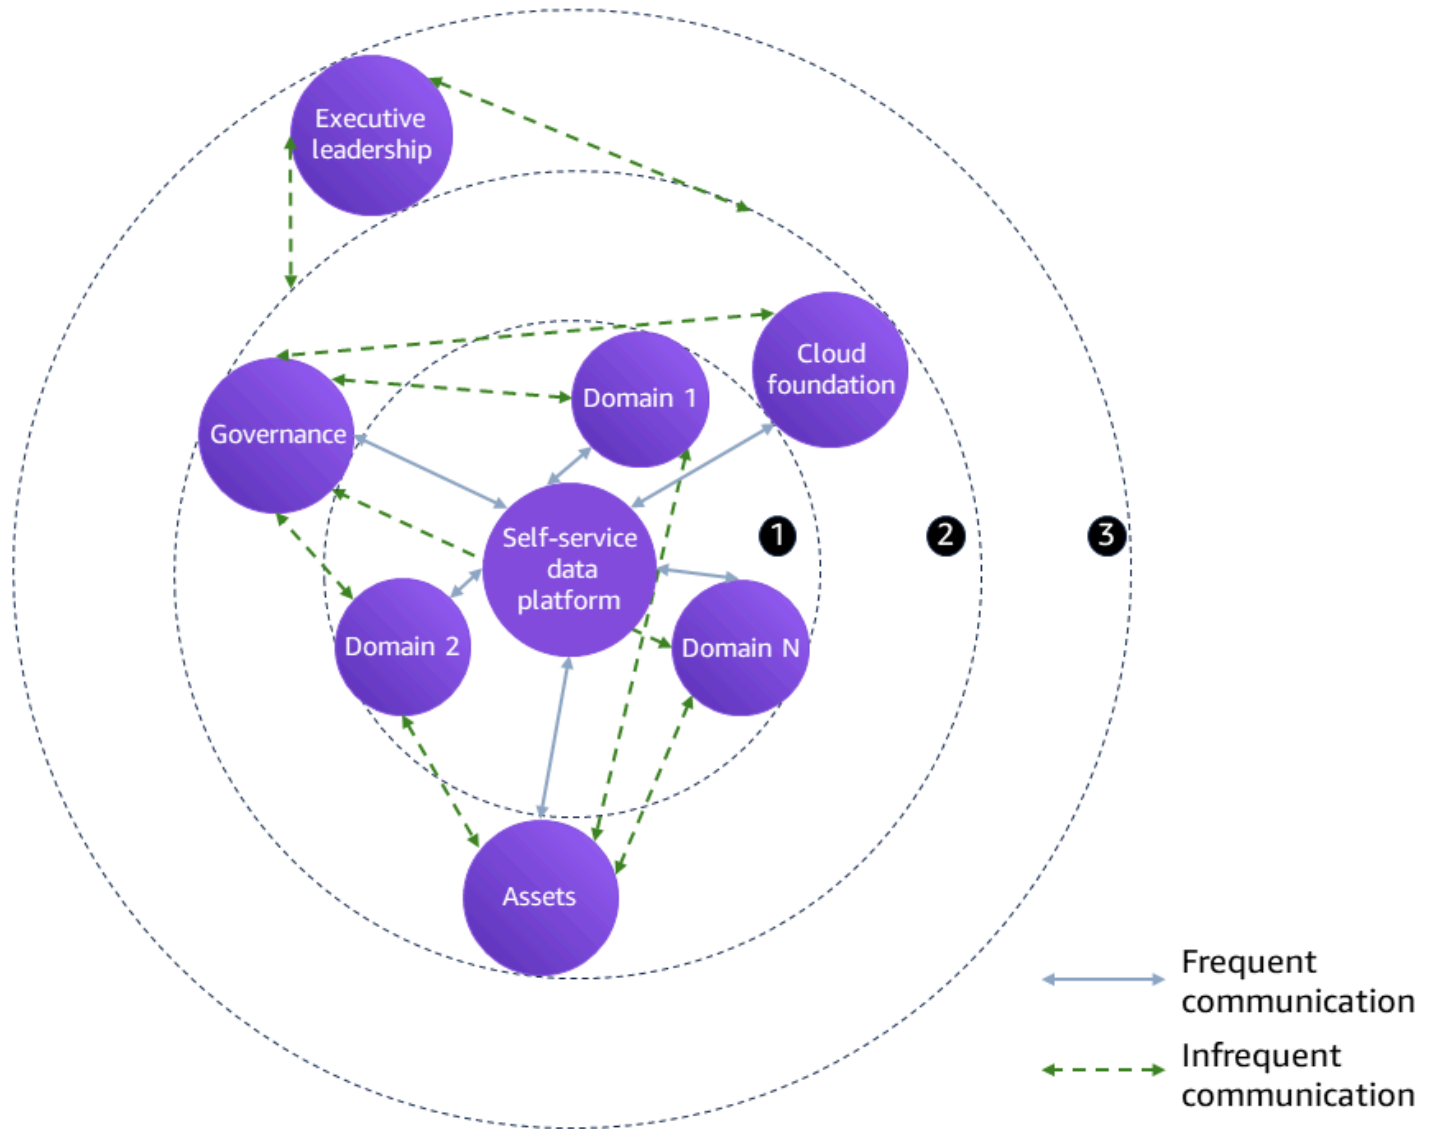 Executive
leadership
Cloud
foundation
Domain 1
Governance
Self-service
data
platform
1
2
3
Domain 2
Domain N
Assets
Frequent
communication
Infrequent
communication